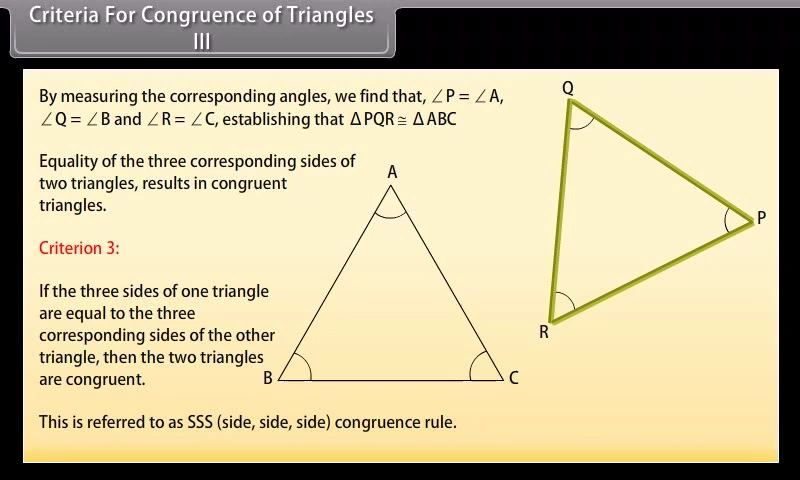 Criteria For Congruence of Triangles
III
By measuring the corresponding angles, we find that, ∠P = ∠A,
∠Q = ∠B and ∠R = ∠C, establishing that ΔPQR ≅ ΔABC
Equality of the three corresponding sides of
two triangles, results in congruent
triangles.
Criterion 3:
If the three sides of one triangle
are equal to the three
corresponding sides of the other
triangle, then the two triangles
are congruent.
This is referred to as SSS (side, side, side) congruence rule.
A
B
C
Q
P
R